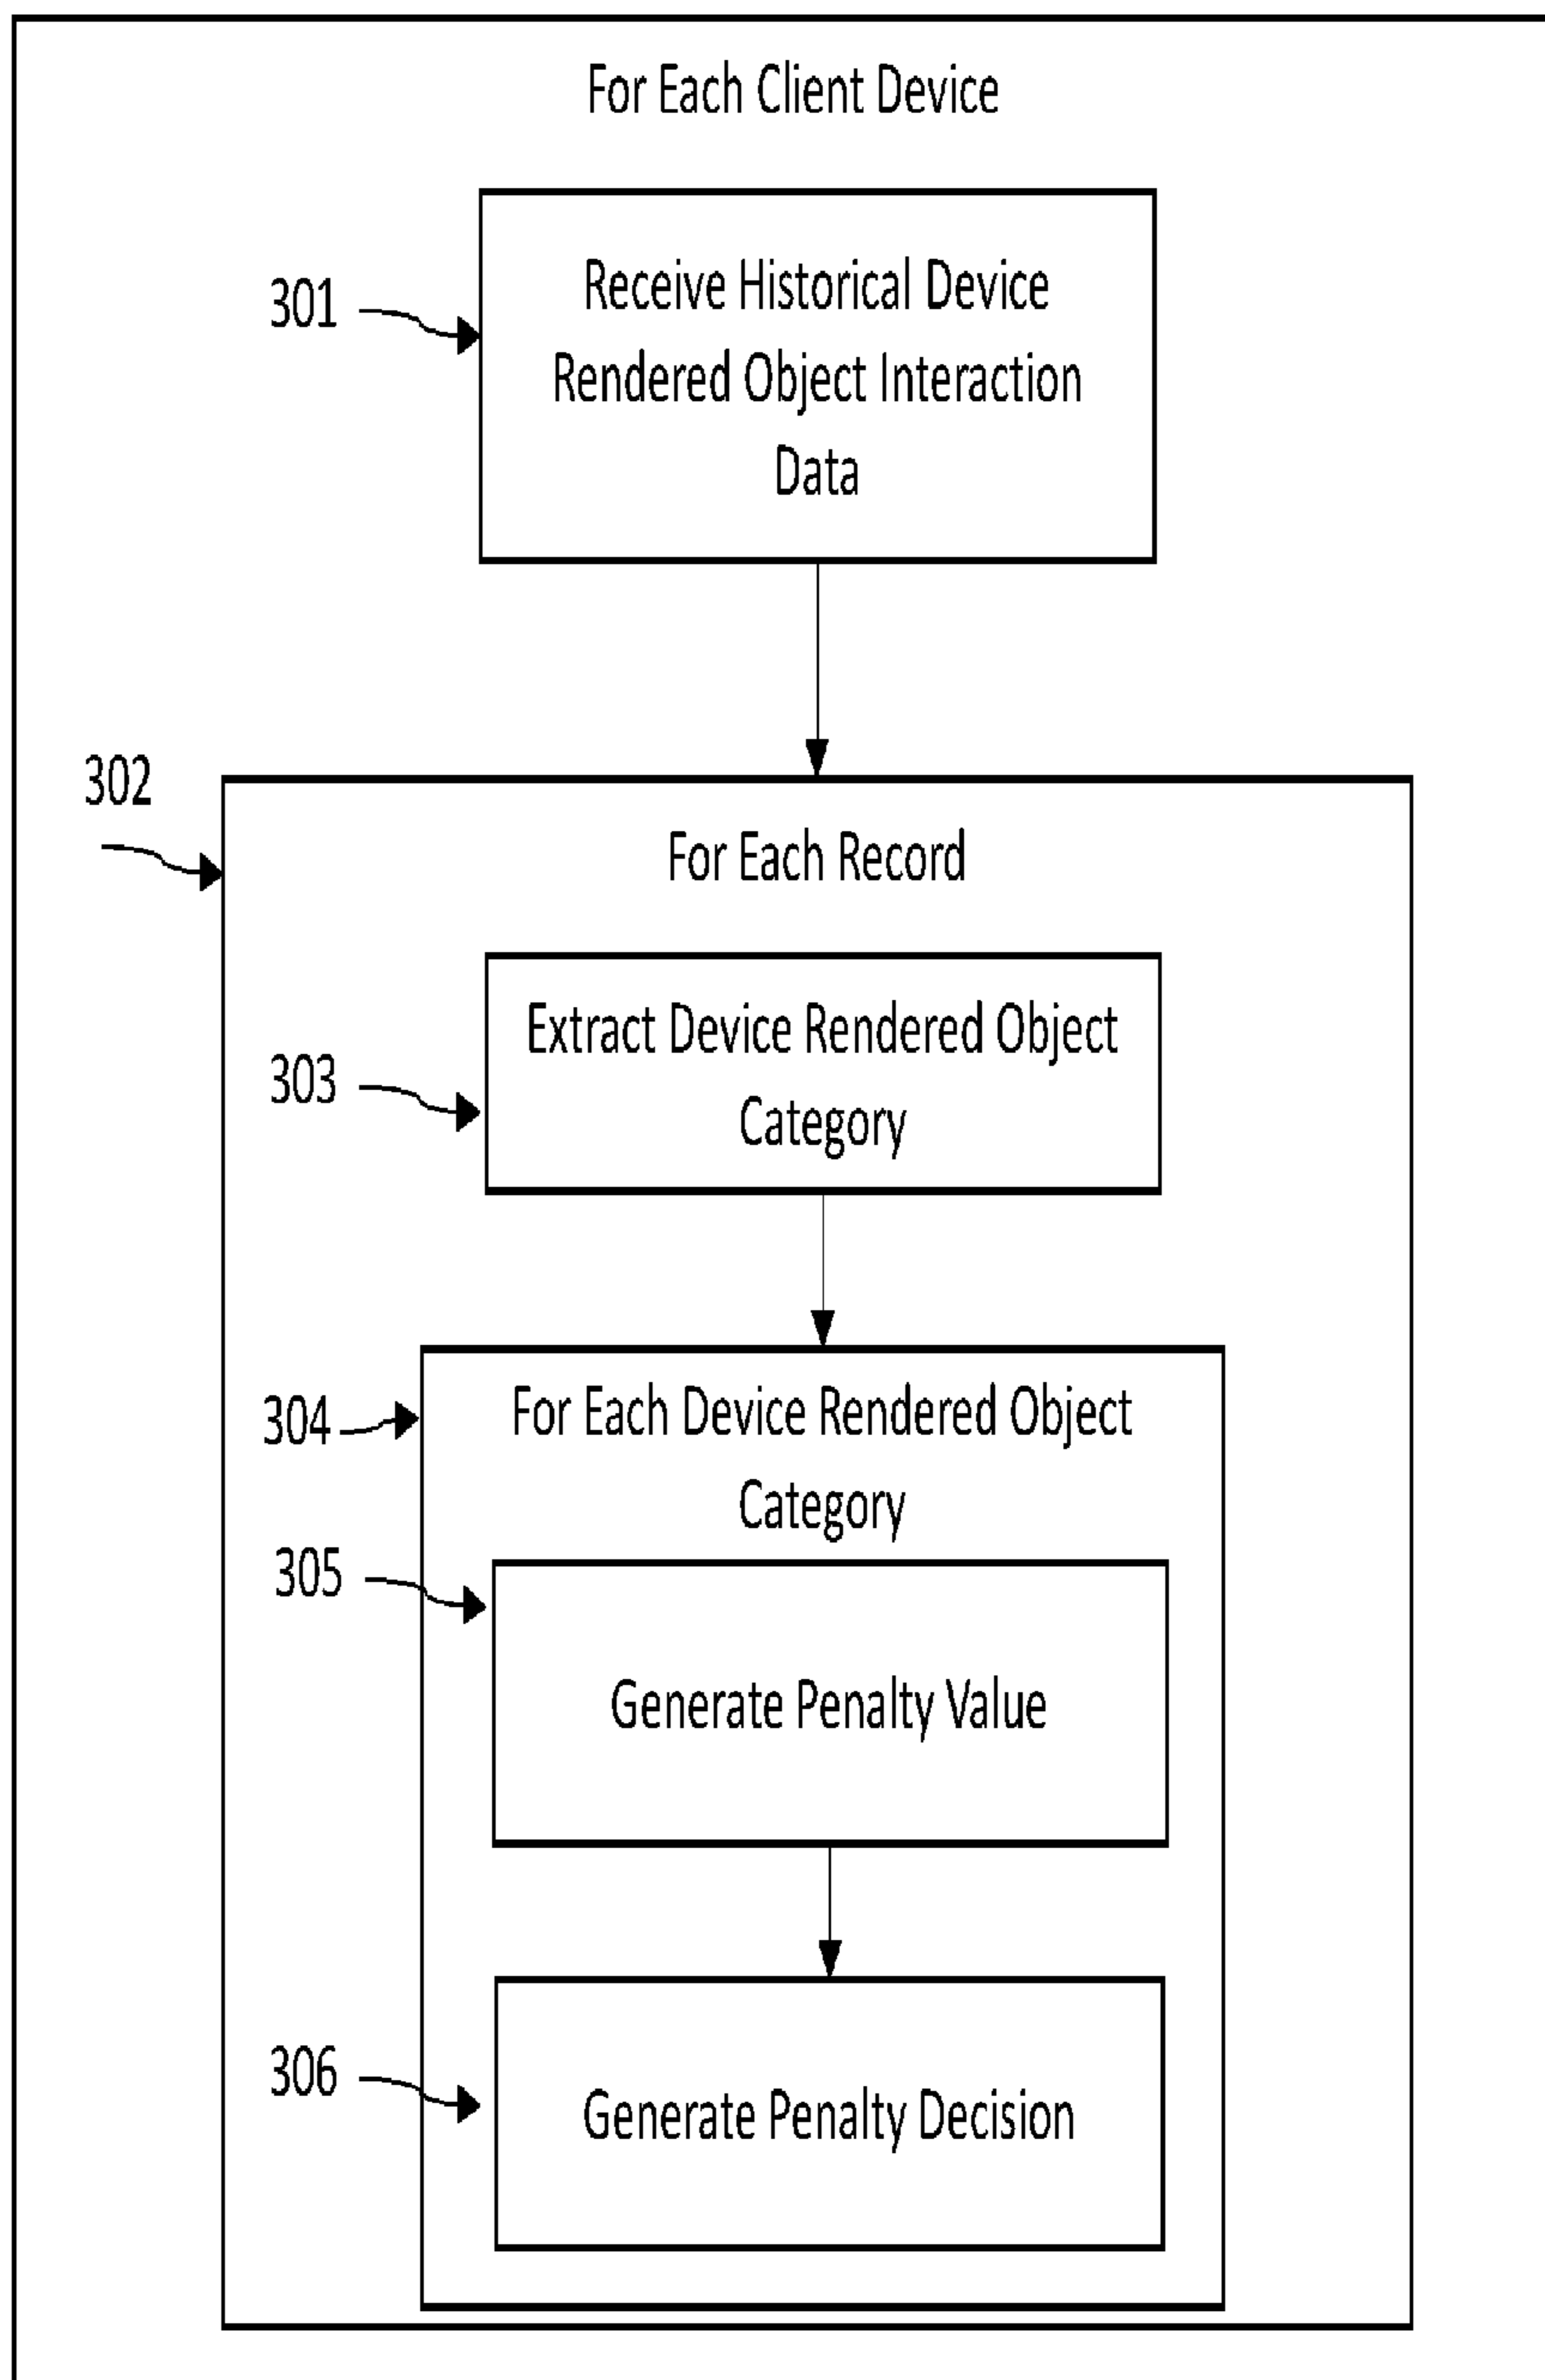 For Each Client Device
301
Receive Historical Device
Rendered Object Interaction
Data
302
For Each Record
303
Extract Device Rendered Object
Category
304
For Each Device Rendered Object
Category
305
Generate Penalty Value
306
Generate Penalty Decision